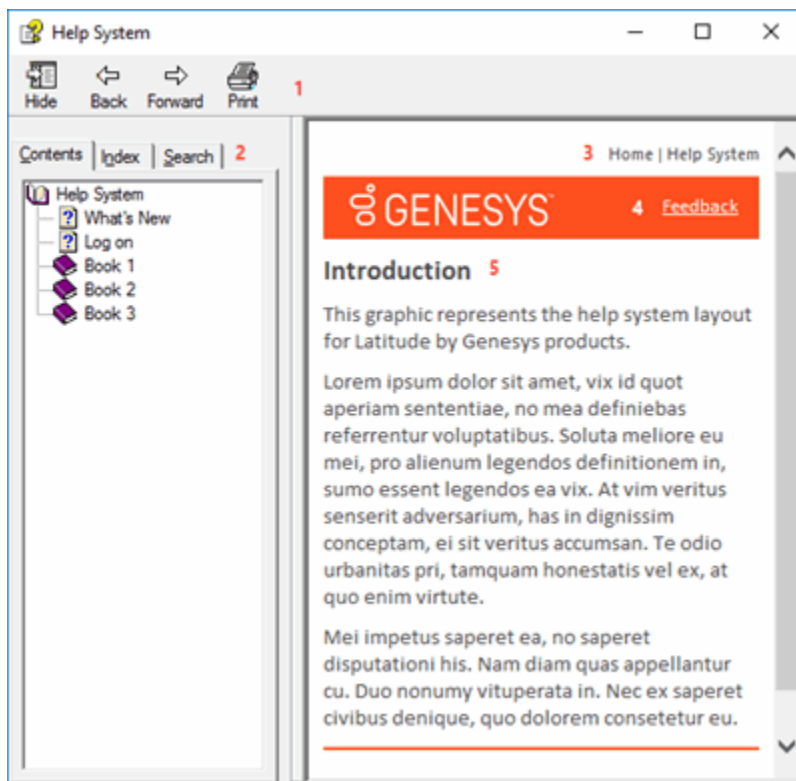 Help System
Hide Back Forward Print 1
Contents Index Search 2
Help System
What's New
Log on
Book 1
Book 2
Book 3
3 Home | Help System
GENESYS™ 4 Feedback
Introduction 5
This graphic represents the help system layout
for Latitude by Genesys products.
Lorem ipsum dolor sit amet, vix id quot
aperiam sententiae, no mea definiebas
referrentur voluptatibus. Soluta meliore eu
mei, pro alienum legendos definitionem in,
sumo essent legendos ea vix. At vim veritus
senserit adversarium, has in dignissim
conceptam, ei sit veritus accumsan. Te odio
urbanitas pri, tamquam honestatis vel ex, at
quo enim virtute.
Mei impetus saperet ea, no saperet
disputationi his. Nam diam quas appellantur
cu. Duo nonumy vituperata in. Nec ex saperet
civibus denique, quo dolorem consetetur eu.